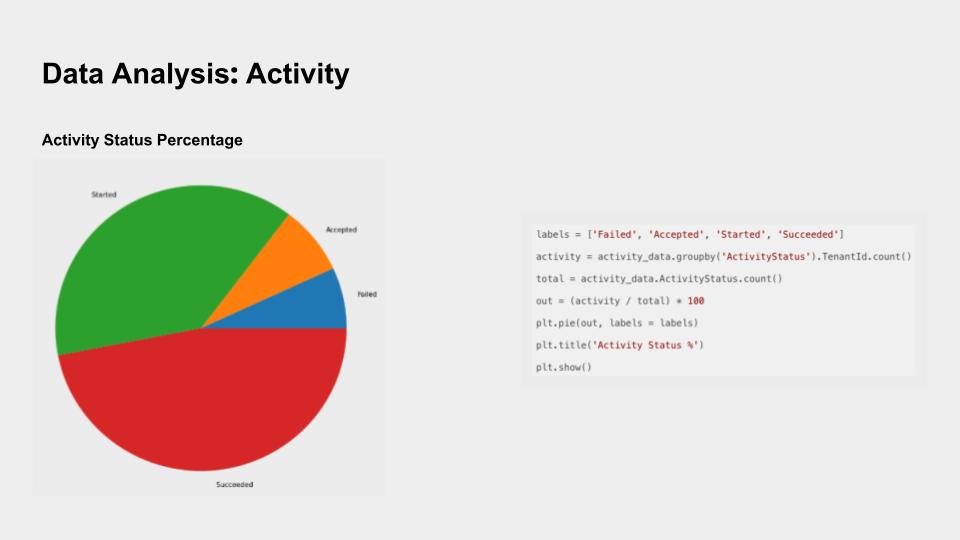 Data Analysis: Activity
Activity Status Percentage
Started
Accepted
Failed
Succeeded
labels = ['Failed', 'Accepted', 'Started', 'Succeeded']
activity = activity_data.groupby('ActivityStatus').TenantId.count()
total = activity_data.ActivityStatus.count()
out = (activity / total) * 100
plt.pie(out, labels = labels)
plt.title('Activity Status %')
plt.show()